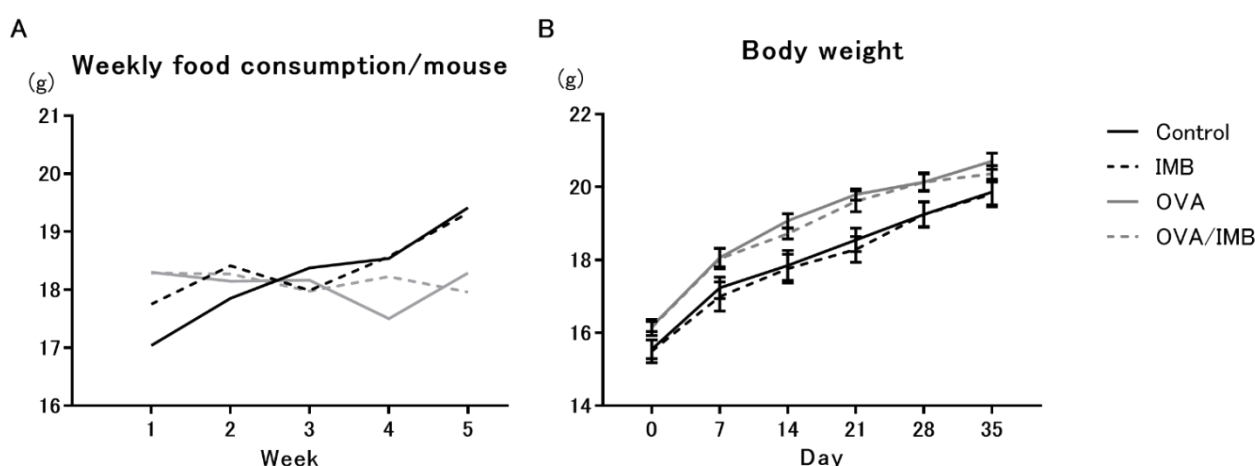 A
Weekly food consumption/mouse
(g)
21
20
19
18
17
16
1 2 3 4 5
Week
B
Body weight
(g)
22
20
18
16
14
0 7 14 21 28 35
Day
Control
IMB
OVA
OVA/IMB